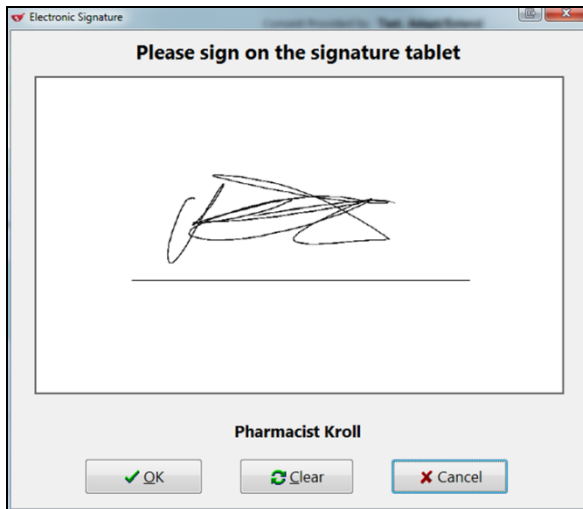 Electronic Signature
Please sign on the signature tablet
Pharmacist Kroll
OK
Clear
Cancel